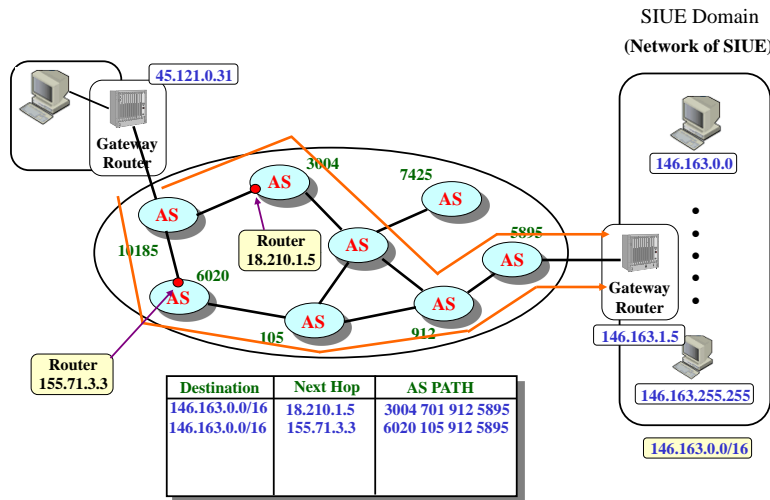 SIUE Domain
(Network of SIUE)
45.121.0.31
Gateway
Router
146.163.0.0
3004
7425
AS
AS
AS
10185
Router
18.210.1.5
AS
5895
AS
Gateway
Router
6020
AS
AS
AS
105
912
146.163.1.5
Router
155.71.3.3
146.163.255.255
146.163.0.0/16
Destination Next Hop AS PATH
146.163.0.0/16 18.210.1.5 3004 701 912 5895
146.163.0.0/16 155.71.3.3 6020 105 912 5895